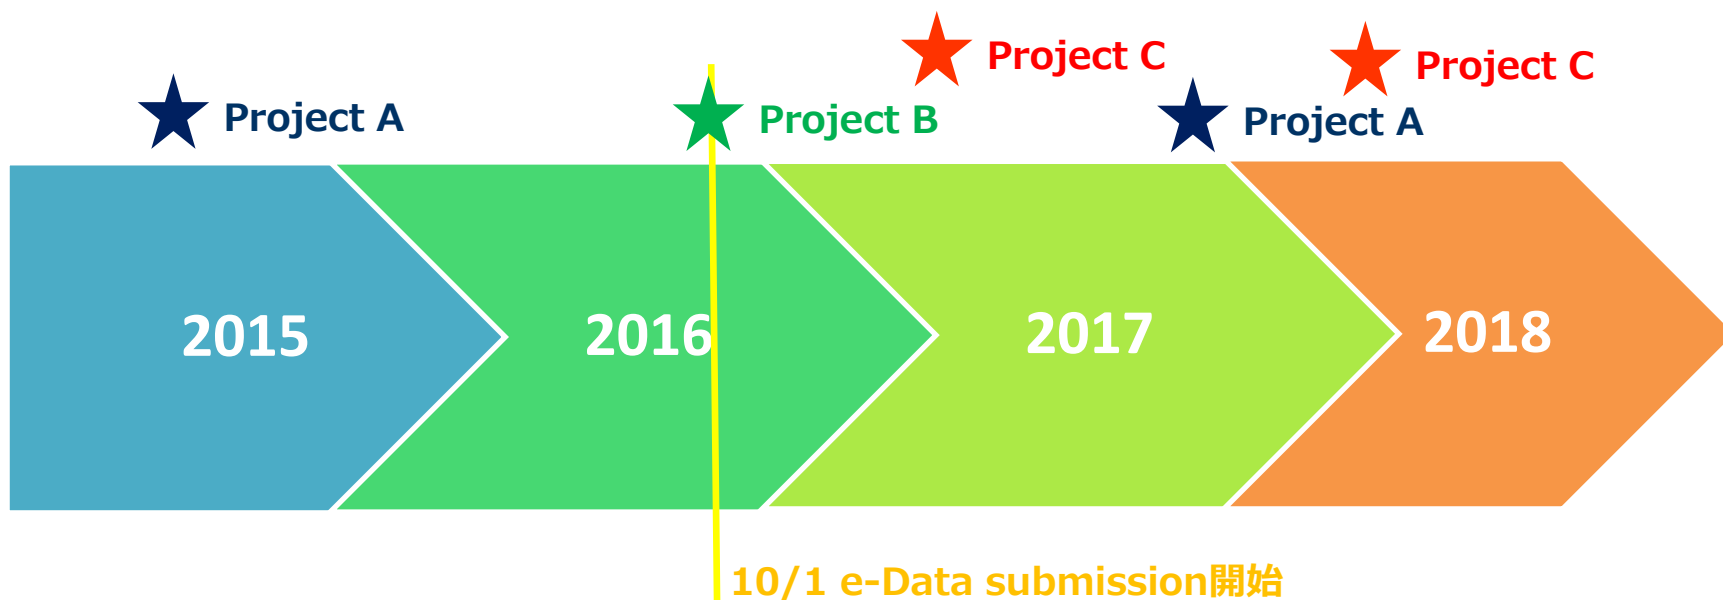 Project C
Project C
Project A
Project B
Project A
2015
2016
2017
2018
10/1 e-Data submission開始